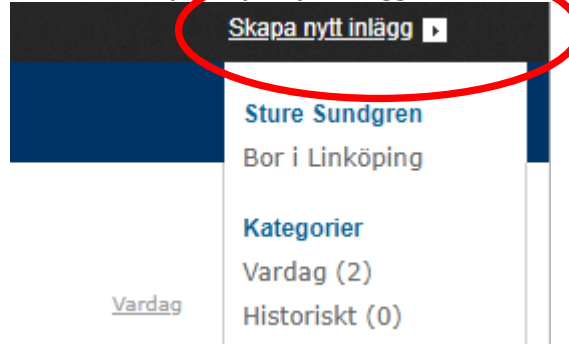 Skapa nytt inlägg
Sture Sundgren
Bor i Linköping
Kategorier
Vardag (2)
Vardag
Historiskt (0)